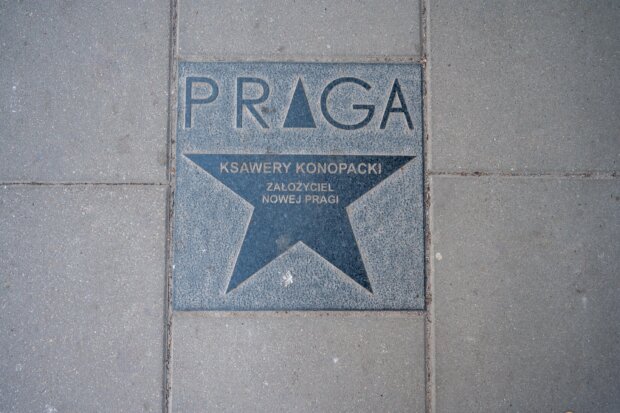 PRAGA
KSAWERY KONOPACKI
ZAŁOŻYCIEL
NOWEJ PRAGI